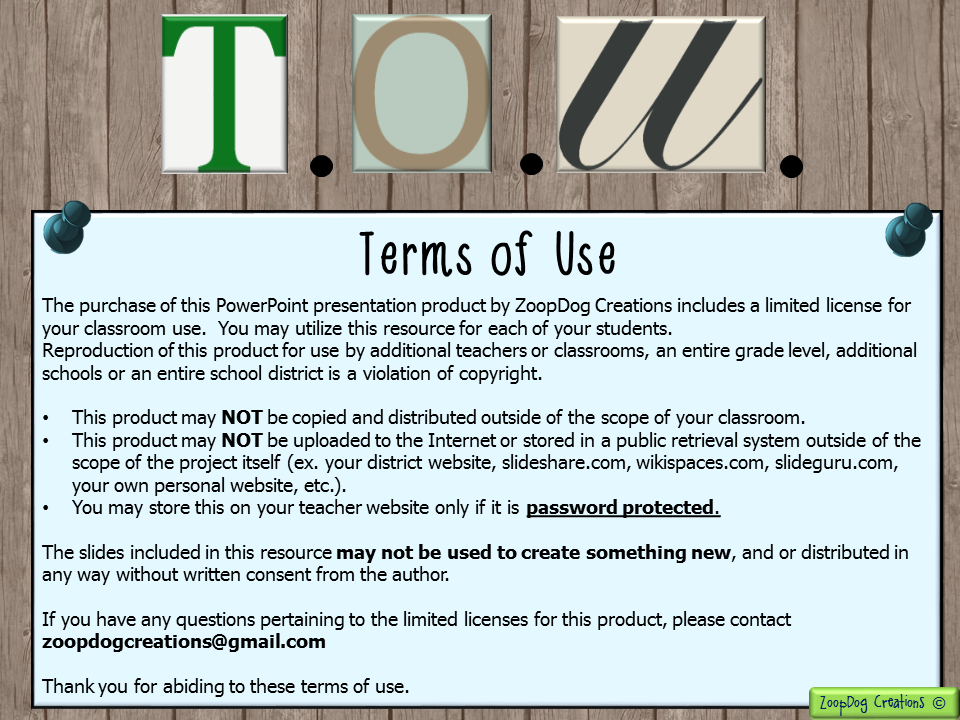 T.O.U.
Terms of Use
The purchase of this PowerPoint presentation product by ZoopDog Creations includes a limited license for
your classroom use.  You may utilize this resource for each of your students.
Reproduction of this product for use by additional teachers or classrooms, an entire grade level, additional
schools or an entire school district is a violation of copyright.
• This product may NOT be copied and distributed outside of the scope of your classroom.
• This product may NOT be uploaded to the Internet or stored in a public retrieval system outside of the
scope of the project itself (ex. your district website, slideshare.com, wikispaces.com, slideguru.com,
your own personal website, etc.).
• You may store this on your teacher website only if it is password protected.
The slides included in this resource may not be used to create something new, and or distributed in
any way without written consent from the author.
If you have any questions pertaining to the limited licenses for this product, please contact
zoopdogcreations@gmail.com
Thank you for abiding to these terms of use.
ZoopDog Creations ©